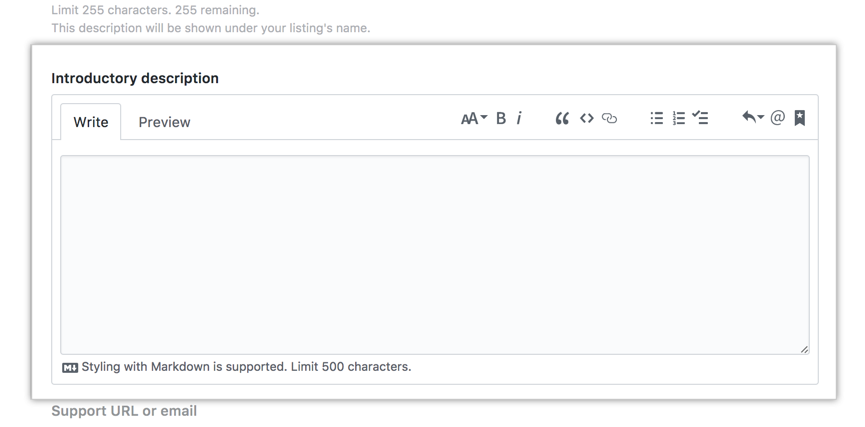 Limit 255 characters. 255 remaining.
This description will be shown under your listing's name.
Introductory description
Write Preview AA B i @
M↓ Styling with Markdown is supported. Limit 500 characters.
Support URL or email